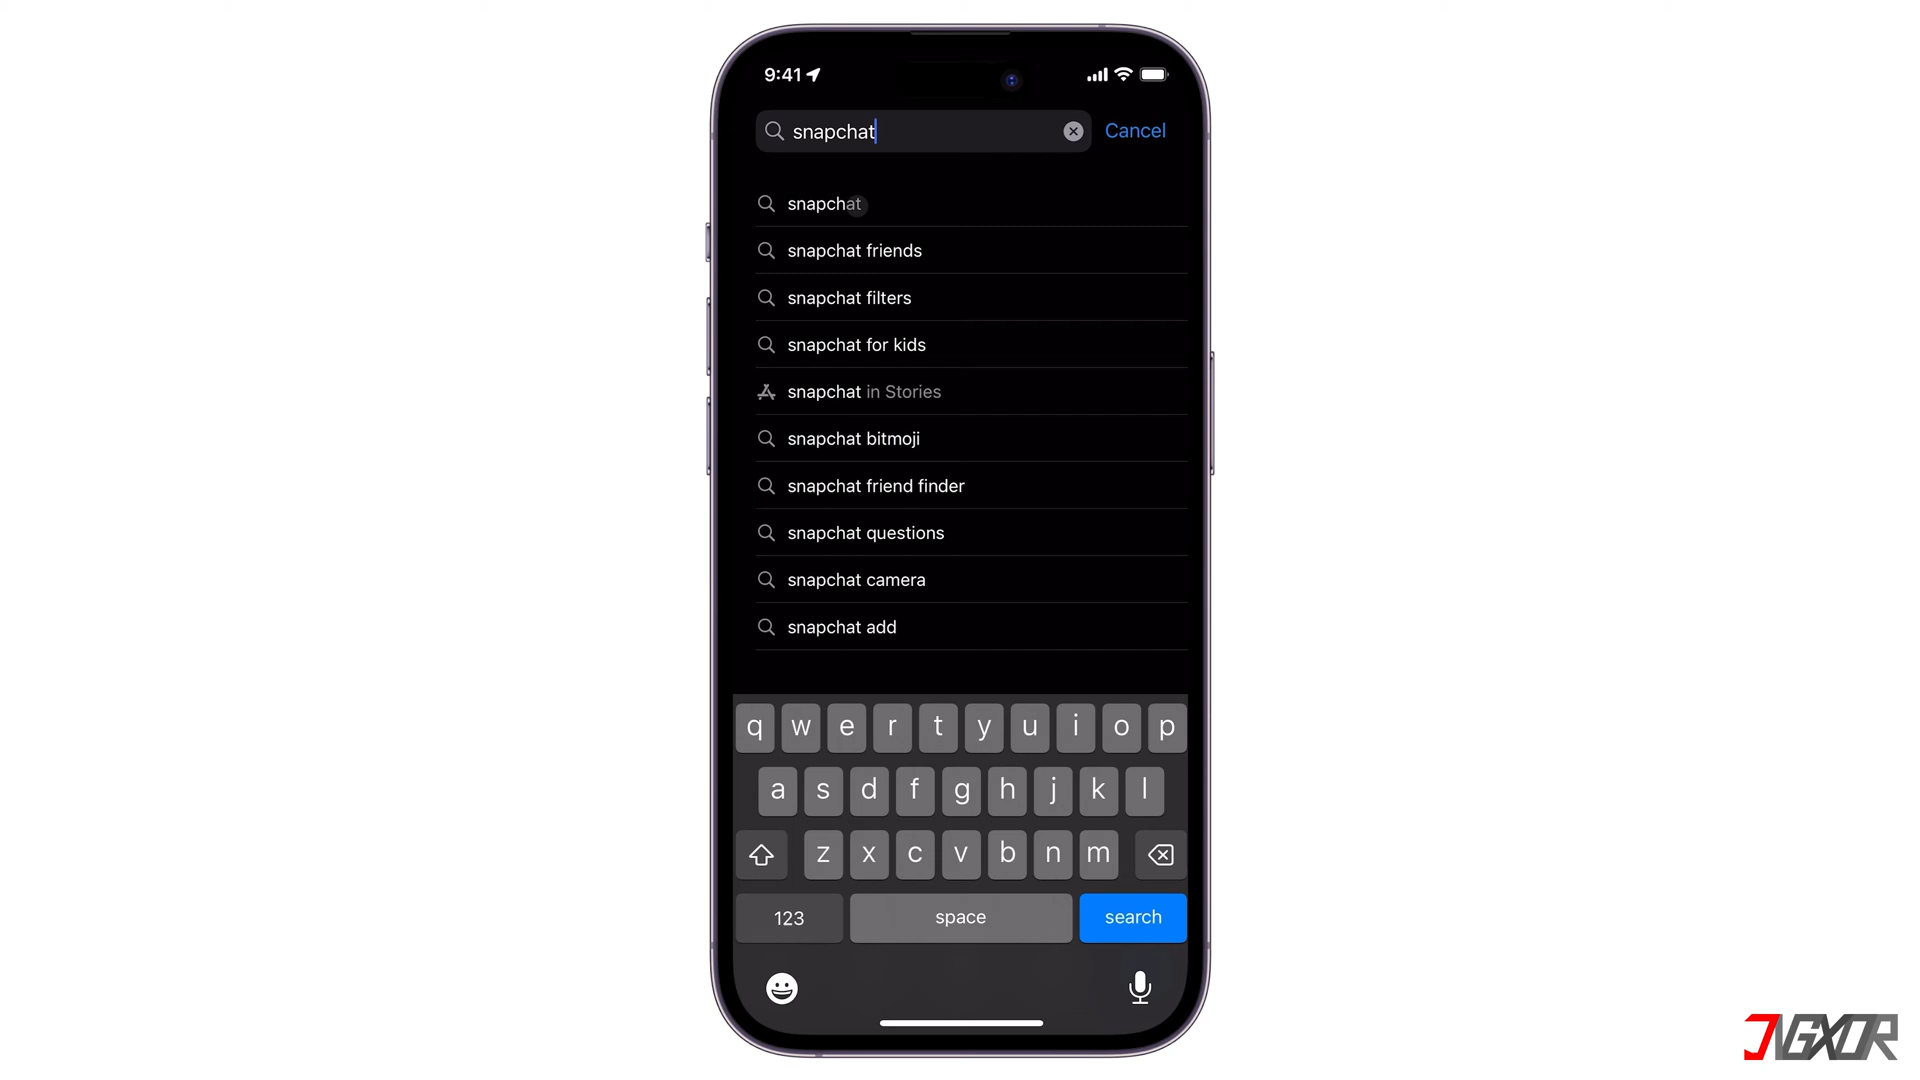 9:41
snapchat
Cancel
snapchat
snapchat friends
snapchat filters
snapchat for kids
snapchat in Stories
snapchat bitmoji
snapchat friend finder
snapchat questions
snapchat camera
snapchat add
q w e r t y u i o p
a s d f g h j k l
z x c v b n m
123 space search
JVGXOR